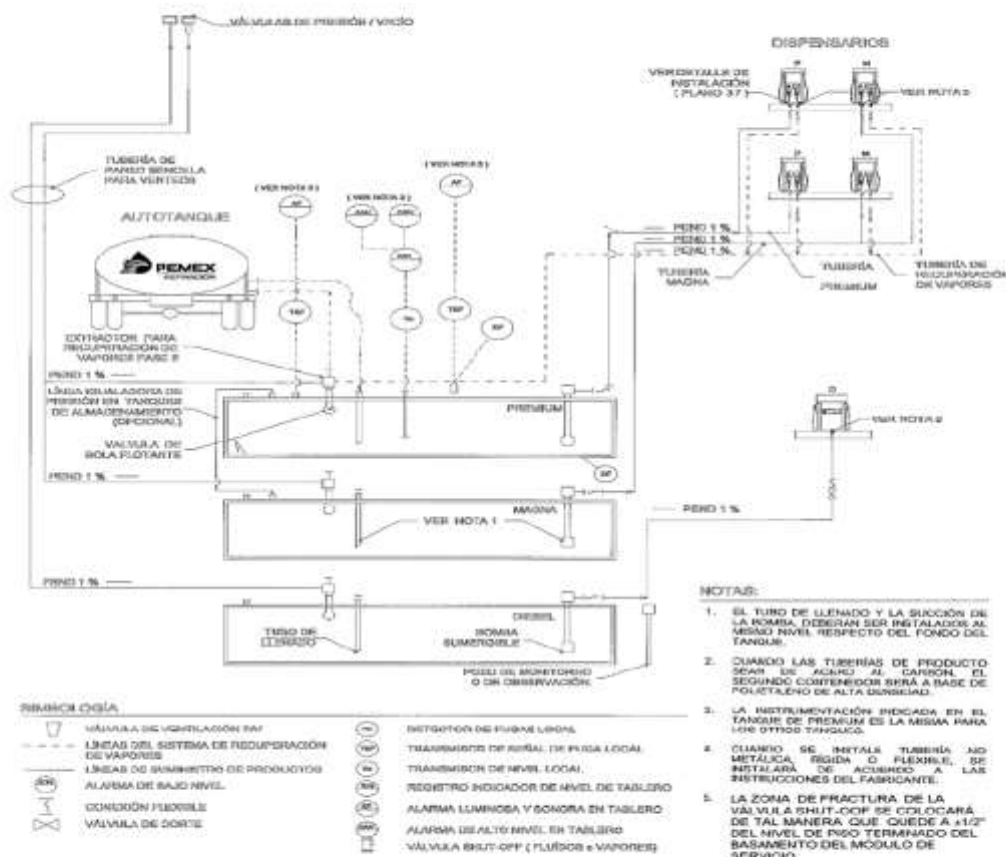 VÁLVULAS DE PRESIÓN / VACÍO
DISPENSARIOS
VER DETALLE DE
INSTALACIÓN
( PLANO 3.7 )
VER NOTA 5
TUBERÍA DE
PARED SENCILLA
PARA VENTEOS
( VER NOTA 3 )
( VER NOTA 3 )
( VER NOTA 3 )
AUTOTANQUE
PEMEX
REFINACIÓN
PEND 1 %
PEND 1 %
PEND 1 %
TUBERÍA
MAGNA
TUBERÍA
PREMIUM
TUBERÍA DE
RECUPERACIÓN
DE VAPORES
EXTRACTOR PARA
RECUPERACIÓN DE
VAPORES FASE II
PEND 1 %
LÍNEA IGUALADORA DE
PRESIÓN EN TANQUES
DE ALMACENAMIENTO
(OPCIONAL)
VÁLVULA DE
BOLA FLOTANTE
PREMIUM
D
VER NOTA 5
PEND 1 %
MAGNA
VER NOTA 1
PEND 1 %
PEND 1 %
DIESEL
TUBO DE
LLENADO
BOMBA
SUMERGIBLE
POZO DE MONITOREO
O DE OBSERVACIÓN
NOTAS:
1. EL TUBO DE LLENADO Y LA SUCCIÓN DE
LA BOMBA, DEBERÁN SER INSTALADOS AL
MISMO NIVEL RESPECTO DEL FONDO DEL
TANQUE.
2. CUANDO LAS TUBERÍAS DE PRODUCTO
SEAN DE ACERO AL CARBÓN, EL
SEGUNDO CONTENEDOR SERÁ A BASE DE
POLIETILENO DE ALTA DENSIDAD.
3. LA INSTRUMENTACIÓN INDICADA EN EL
TANQUE DE PREMIUM ES LA MISMA PARA
LOS OTROS TANQUES.
4. CUANDO SE INSTALE TUBERÍA NO
METÁLICA, RÍGIDA O FLEXIBLE, SE
INSTALARÁ DE ACUERDO A LAS
INSTRUCCIONES DEL FABRICANTE.
5. LA ZONA DE FRACTURA DE LA
VÁLVULA SHUT-OFF SE COLOCARÁ
DE TAL MANERA QUE QUEDE A ±1/2"
DEL NIVEL DE PISO TERMINADO DEL
BASAMENTO DEL MÓDULO DE
SERVICIO
SIMBOLOGÍA
VÁLVULA DE VENTILACIÓN P/V
LÍNEAS DEL SISTEMA DE RECUPERACIÓN
DE VAPORES
LÍNEAS DE SUMINISTRO DE PRODUCTOS
ALARMA DE BAJO NIVEL
CONEXIÓN FLEXIBLE
VÁLVULA DE CORTE
DETECTOR DE FUGAS LOCAL
TRANSMISOR DE SEÑAL DE FUGA LOCAL
TRANSMISOR DE NIVEL LOCAL
REGISTRO INDICADOR DE NIVEL DE TABLERO
ALARMA LUMINOSA Y SONORA EN TABLERO
ALARMA DE ALTO NIVEL EN TABLERO
VÁLVULA SHUT-OFF ( FLUÍDOS o VAPORES)